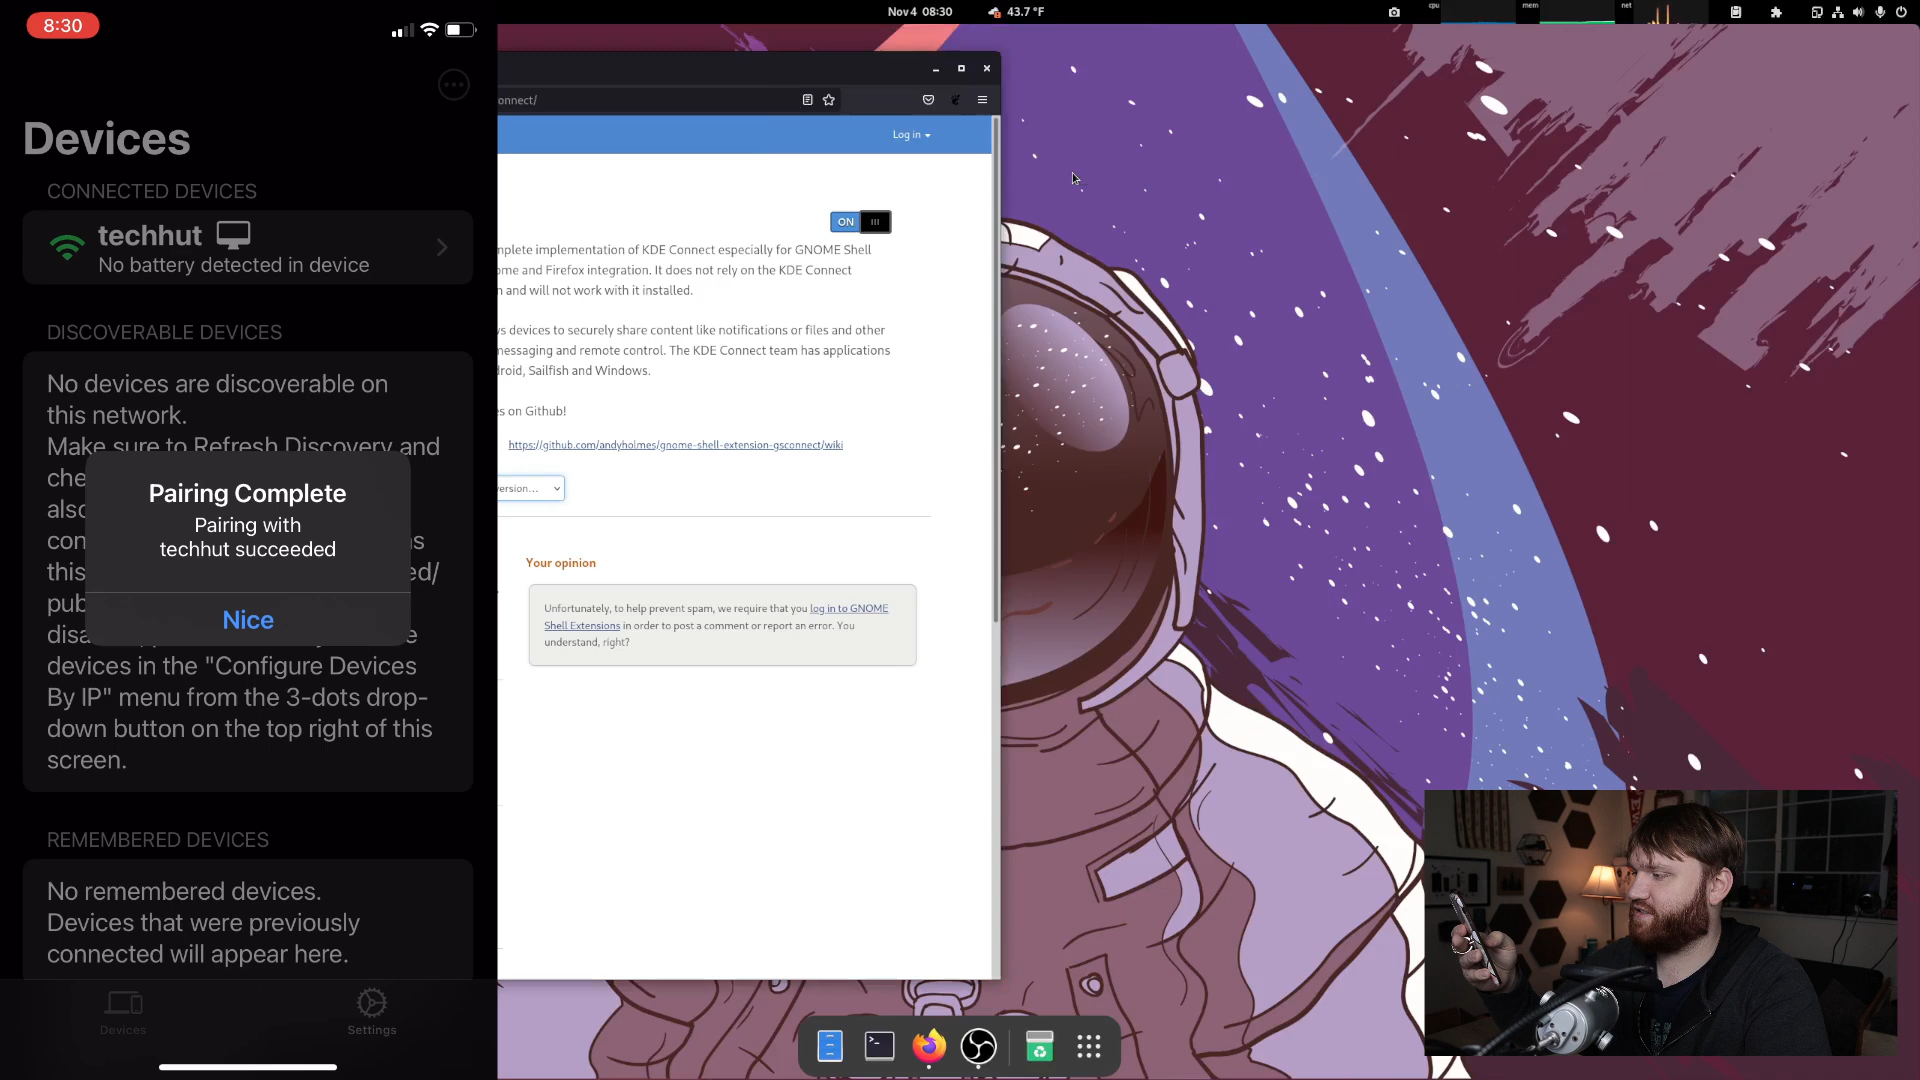 8:30
Devices
CONNECTED DEVICES
techhut
No battery detected in device
DISCOVERABLE DEVICES
No devices are discoverable on
this network.
Make sure to Refresh Discovery and
devices in the "Configure Devices
By IP" menu from the 3-dots drop-
down button on the top right of this
screen.
Pairing Complete
Pairing with
techhut succeeded
Nice
REMEMBERED DEVICES
No remembered devices.
Devices that were previously
connected will appear here.
Devices
Settings
Nov 4 08:30
43.7 °F
cpu
mem
net
onnect/
Log in
ON
nplete implementation of KDE Connect especially for GNOME Shell
ome and Firefox integration. It does not rely on the KDE Connect
n and will not work with it installed.
vs devices to securely share content like notifications or files and other
nessaging and remote control. The KDE Connect team has applications
droid, Sailfish and Windows.
es on Github!
https://github.com/andyholmes/gnome-shell-extension-gsconnect/wiki
version...
Your opinion
Unfortunately, to help prevent spam, we require that you log in to GNOME
Shell Extensions in order to post a comment or report an error. You
understand, right?